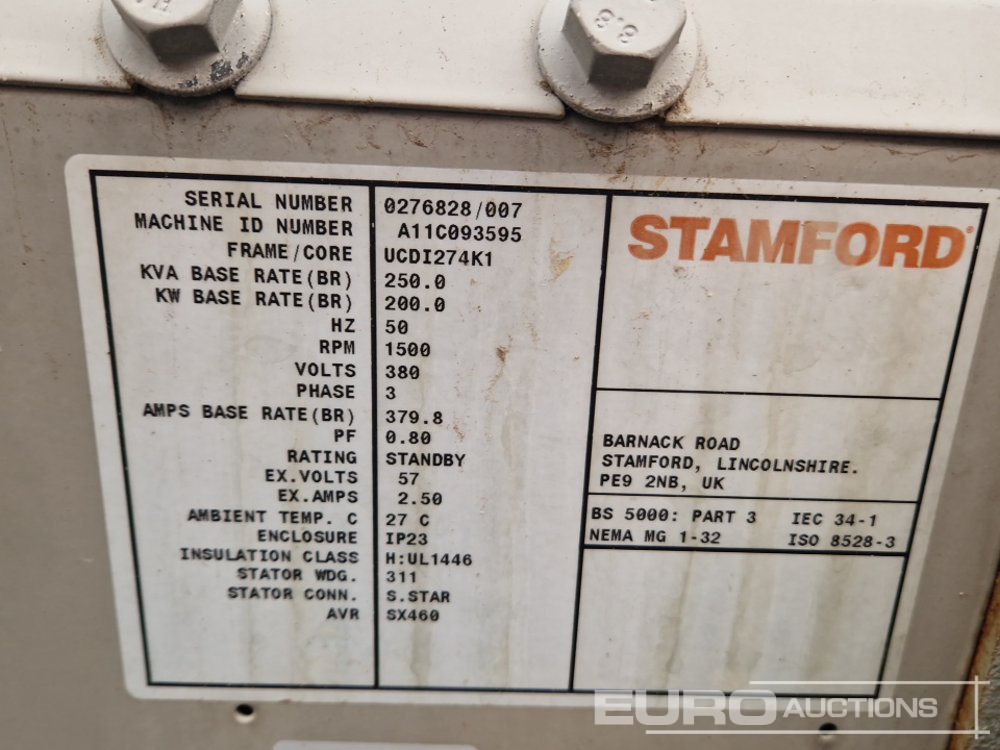 8.8
SERIAL NUMBER 0276828/007
MACHINE ID NUMBER A11C093595
FRAME/CORE UCDI274K1
KVA BASE RATE(BR) 250.0
KW BASE RATE(BR) 200.0
HZ 50
RPM 1500
VOLTS 380
PHASE 3
AMPS BASE RATE(BR) 379.8
PF 0.80
RATING STANDBY
EX.VOLTS 57
EX.AMPS 2.50
AMBIENT TEMP. C 27 C
ENCLOSURE IP23
INSULATION CLASS H:UL1446
STATOR WDG. 311
STATOR CONN. S.STAR
AVR SX460
STAMFORD
BARNACK ROAD
STAMFORD, LINCOLNSHIRE.
PE9 2NB, UK
BS 5000: PART 3 IEC 34-1
NEMA MG 1-32 ISO 8528-3
EURO AUCTIONS